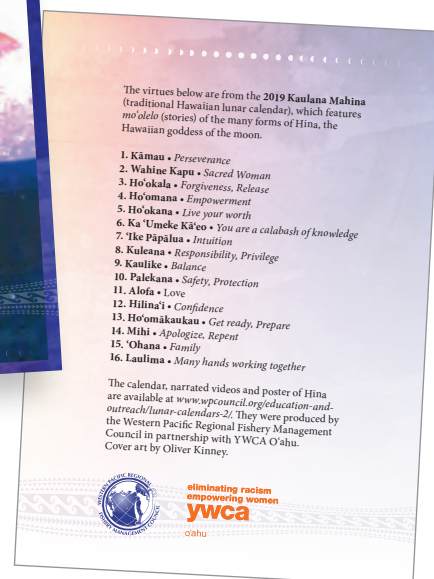 The virtues below are from the 2019 Kaulana Mahina
(traditional Hawaiian lunar calendar), which features
mo‘olelo (stories) of the many forms of Hina, the
Hawaiian goddess of the moon.
1. Kāmau • Perseverance
2. Wahine Kapu • Sacred Woman
3. Ho‘okala • Forgiveness, Release
4. Ho‘omana • Empowerment
5. Ho‘okana • Live your worth
6. Ka ‘Umeke Kā‘eo • You are a calabash of knowledge
7. ‘Ike Pāpālua • Intuition
8. Kuleana • Responsibility, Privilege
9. Kaulike • Balance
10. Palekana • Safety, Protection
11. Alofa • Love
12. Hilina‘i • Confidence
13. Ho‘omākaukau • Get ready, Prepare
14. Mihi • Apologize, Repent
15. ‘Ohana • Family
16. Laulima • Many hands working together
The calendar, narrated videos and poster of Hina
are available at www.wpcouncil.org/education-and-
outreach/lunar-calendars-2/. They were produced by
the Western Pacific Regional Fishery Management
Council in partnership with YWCA O‘ahu.
Cover art by Oliver Kinney.
WESTERN PACIFIC REGIONAL
FISHERY MANAGEMENT COUNCIL
eliminating racism
empowering women
ywca
o‘ahu